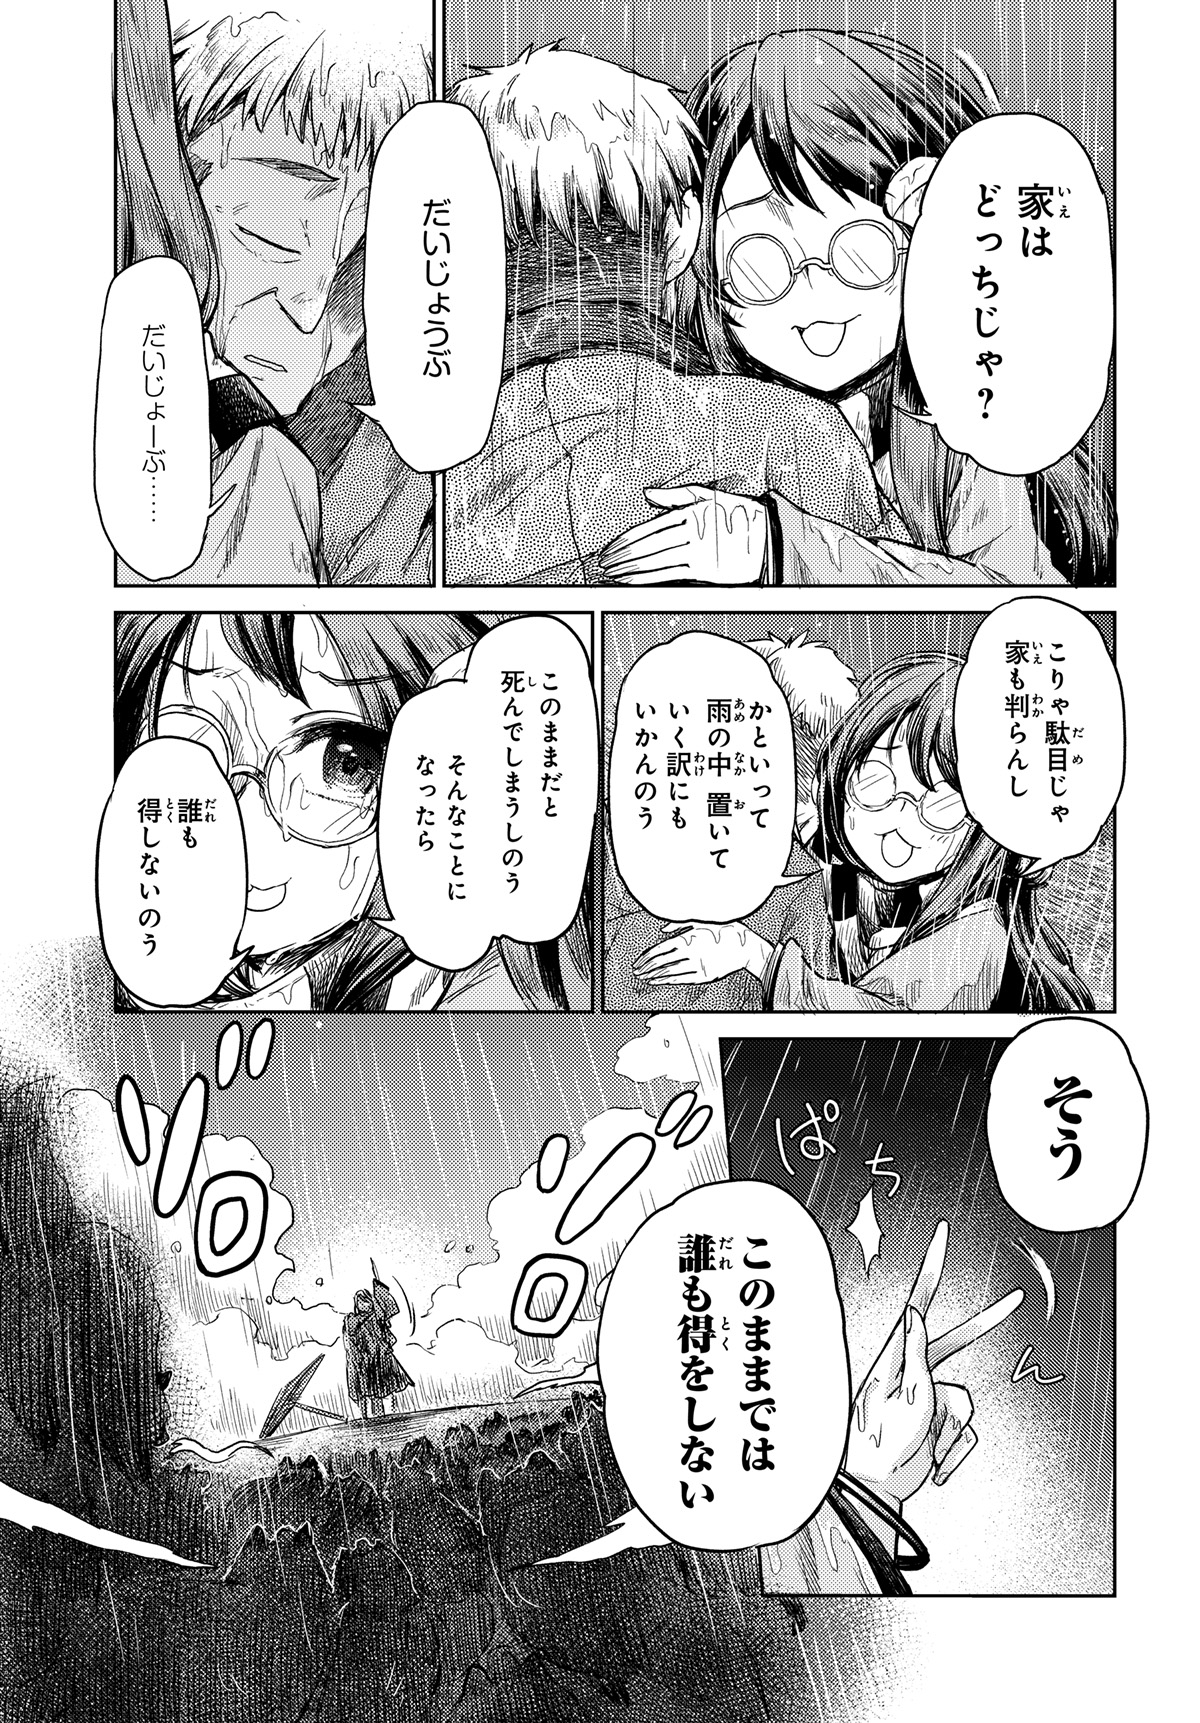 家は
どっちじゃ？
だいじょうぶ
だいじょーぶ……
こりゃ駄目じゃ
家も判らんし
かといって
雨の中 置いて
いく訳にも
いかんのう
このままだと
死んでしまうしのう
そんなことに
なったら
誰も
得しないのう
そう
ぱちん
このままでは
誰も得をしない
ゾロ
ゾロ